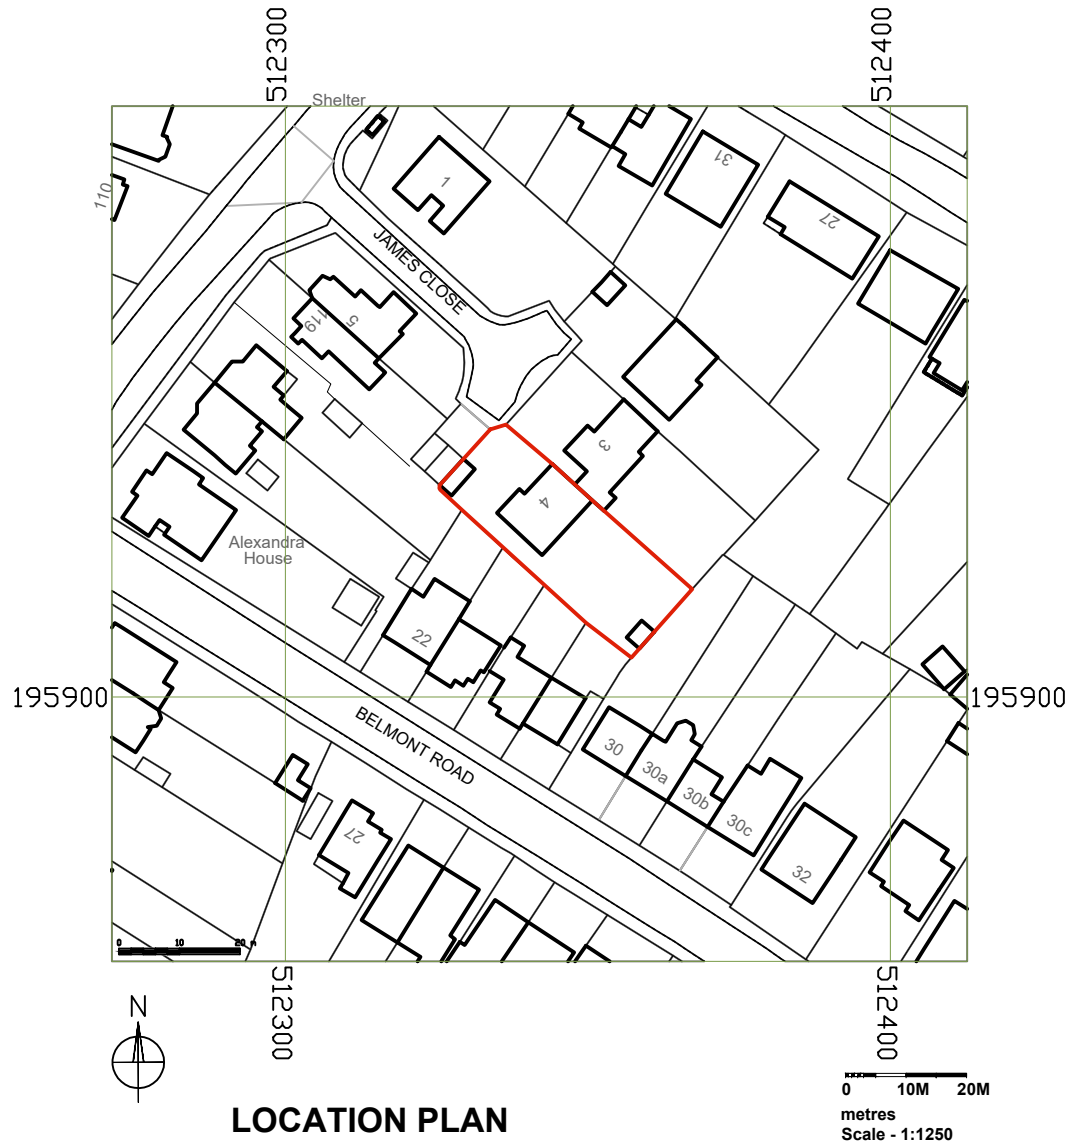 512300
512400
Shelter
31
1
110
27
JAMES CLOSE
5
119
3
4
Alexandra
House
22
195900
195900
BELMONT ROAD
30
30a
30b
30c
27
32
0 10 20 m
512300
512400
N
0 10M 20M
metres
Scale - 1:1250
LOCATION PLAN